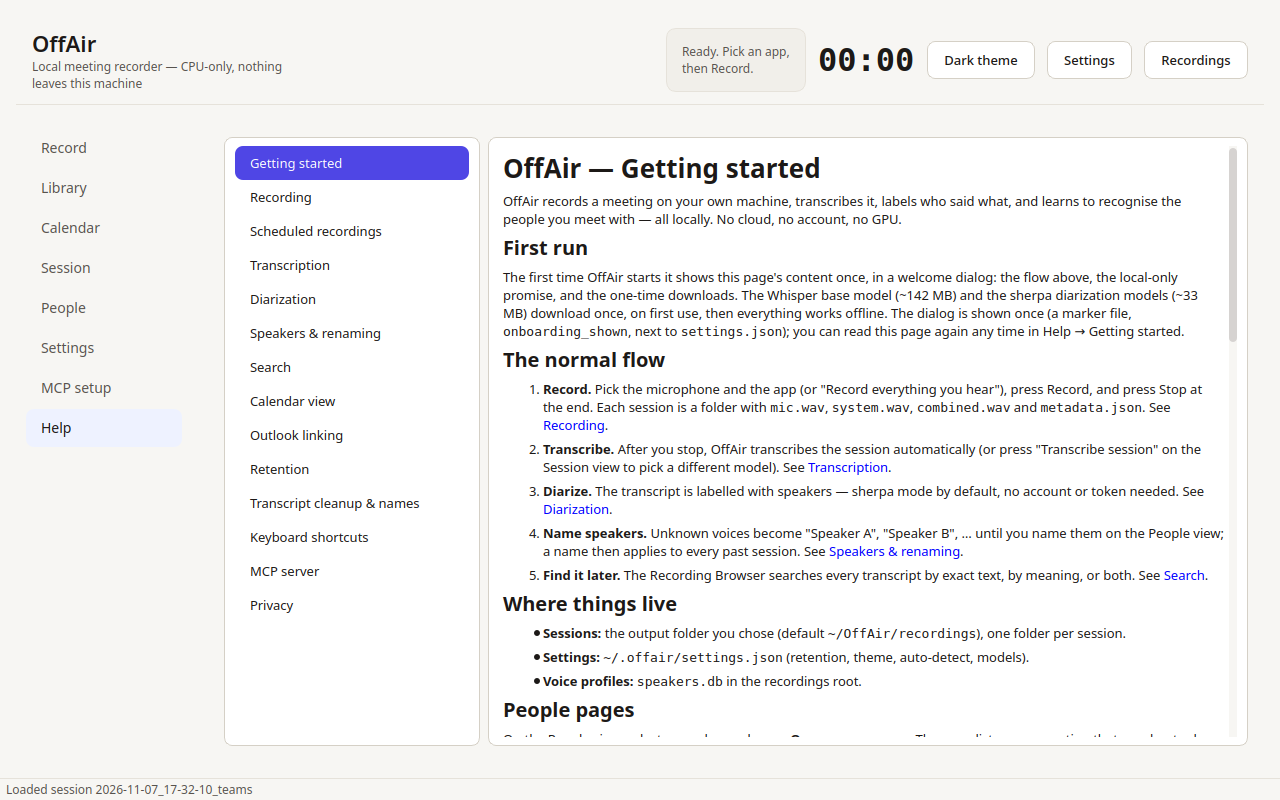 OffAir
Local meeting recorder — CPU-only, nothing
leaves this machine
Ready. Pick an app,
then Record.
00:00
Dark theme
Settings
Recordings
Record
Library
Calendar
Session
People
Settings
MCP setup
Help
Getting started
Recording
Scheduled recordings
Transcription
Diarization
Speakers & renaming
Search
Calendar view
Outlook linking
Retention
Transcript cleanup & names
Keyboard shortcuts
MCP server
Privacy
OffAir — Getting started
OffAir records a meeting on your own machine, transcribes it, labels who said what, and learns to recognise the
people you meet with — all locally. No cloud, no account, no GPU.
First run
The first time OffAir starts it shows this page's content once, in a welcome dialog: the flow above, the local-only
promise, and the one-time downloads. The Whisper base model (~142 MB) and the sherpa diarization models (~33
MB) download once, on first use, then everything works offline. The dialog is shown once (a marker file,
onboarding_shown, next to settings.json); you can read this page again any time in Help → Getting started.
The normal flow
1. Record. Pick the microphone and the app (or "Record everything you hear"), press Record, and press Stop at
the end. Each session is a folder with mic.wav, system.wav, combined.wav and metadata.json. See
Recording.
2. Transcribe. After you stop, OffAir transcribes the session automatically (or press "Transcribe session" on the
Session view to pick a different model). See Transcription.
3. Diarize. The transcript is labelled with speakers — sherpa mode by default, no account or token needed. See
Diarization.
4. Name speakers. Unknown voices become "Speaker A", "Speaker B", … until you name them on the People view;
a name then applies to every past session. See Speakers & renaming.
5. Find it later. The Recording Browser searches every transcript by exact text, by meaning, or both. See Search.
Where things live
• Sessions: the output folder you chose (default ~/OffAir/recordings), one folder per session.
• Settings: ~/.offair/settings.json (retention, theme, auto-detect, models).
• Voice profiles: speakers.db in the recordings root.
People pages
Loaded session 2026-11-07_17-32-10_teams